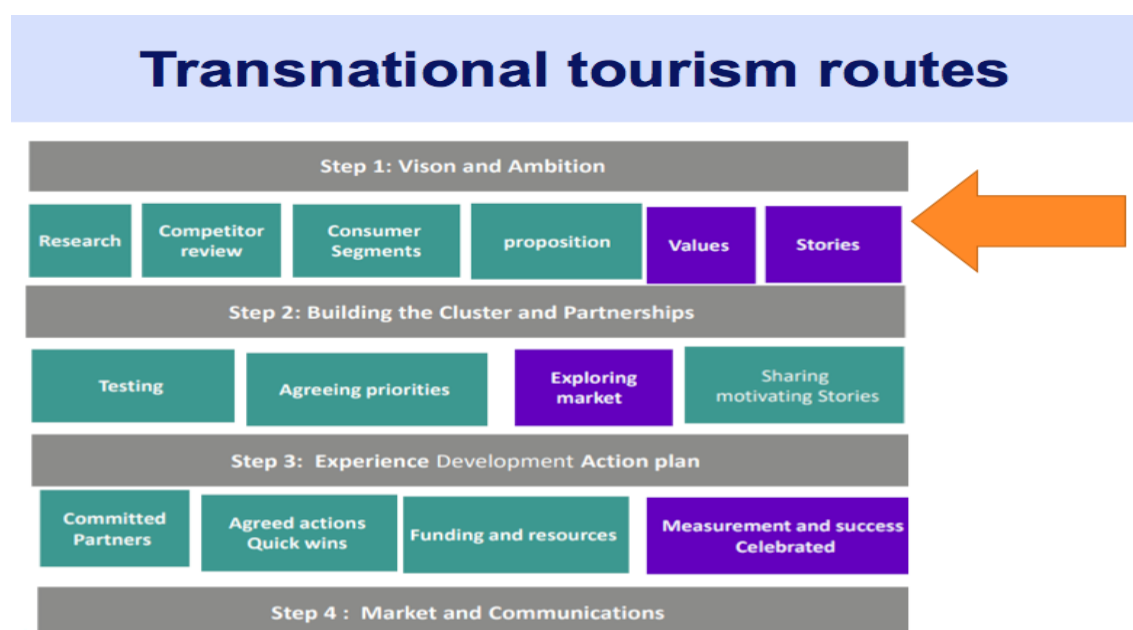 Transnational tourism routes
Step 1: Vison and Ambition
Research
Competitor
review
Consumer
Segments
proposition
Values
Stories
Step 2: Building the Cluster and Partnerships
Testing
Agreeing priorities
Exploring
market
Sharing
motivating Stories
Step 3: Experience Development Action plan
Committed
Partners
Agreed actions
Quick wins
Funding and resources
Measurement and success
Celebrated
Step 4 : Market and Communications